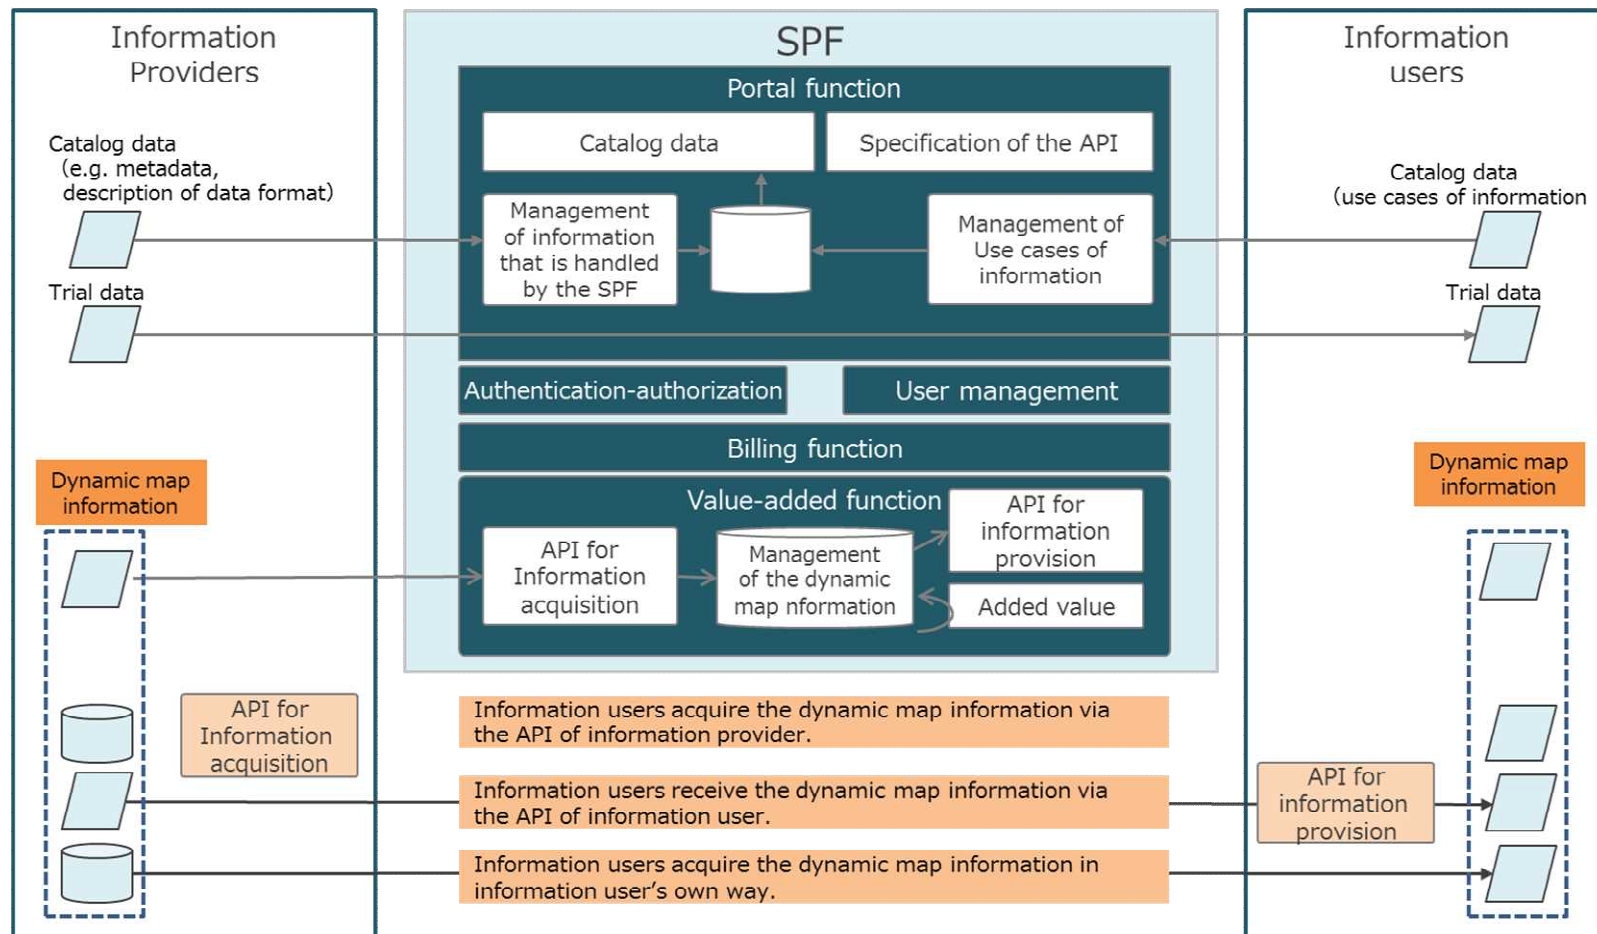 Information
Providers
SPF
Information
users
Portal function
Catalog data
Specification of the API
Catalog data
(e.g. metadata,
description of data format)
Catalog data
(use cases of information
Management
of information
that is handled
by the SPF
Management of
Use cases of
information
Trial data
Trial data
Authentication-authorization
User management
Billing function
Dynamic map
information
Dynamic map
information
Value-added function
API for
Information
acquisition
Management
of the dynamic
map nformation
API for
information
provision
Added value
API for
Information
acquisition
Information users acquire the dynamic map information via
the API of information provider.
Information users receive the dynamic map information via
the API of information user.
API for
information
provision
Information users acquire the dynamic map information in
information user's own way.